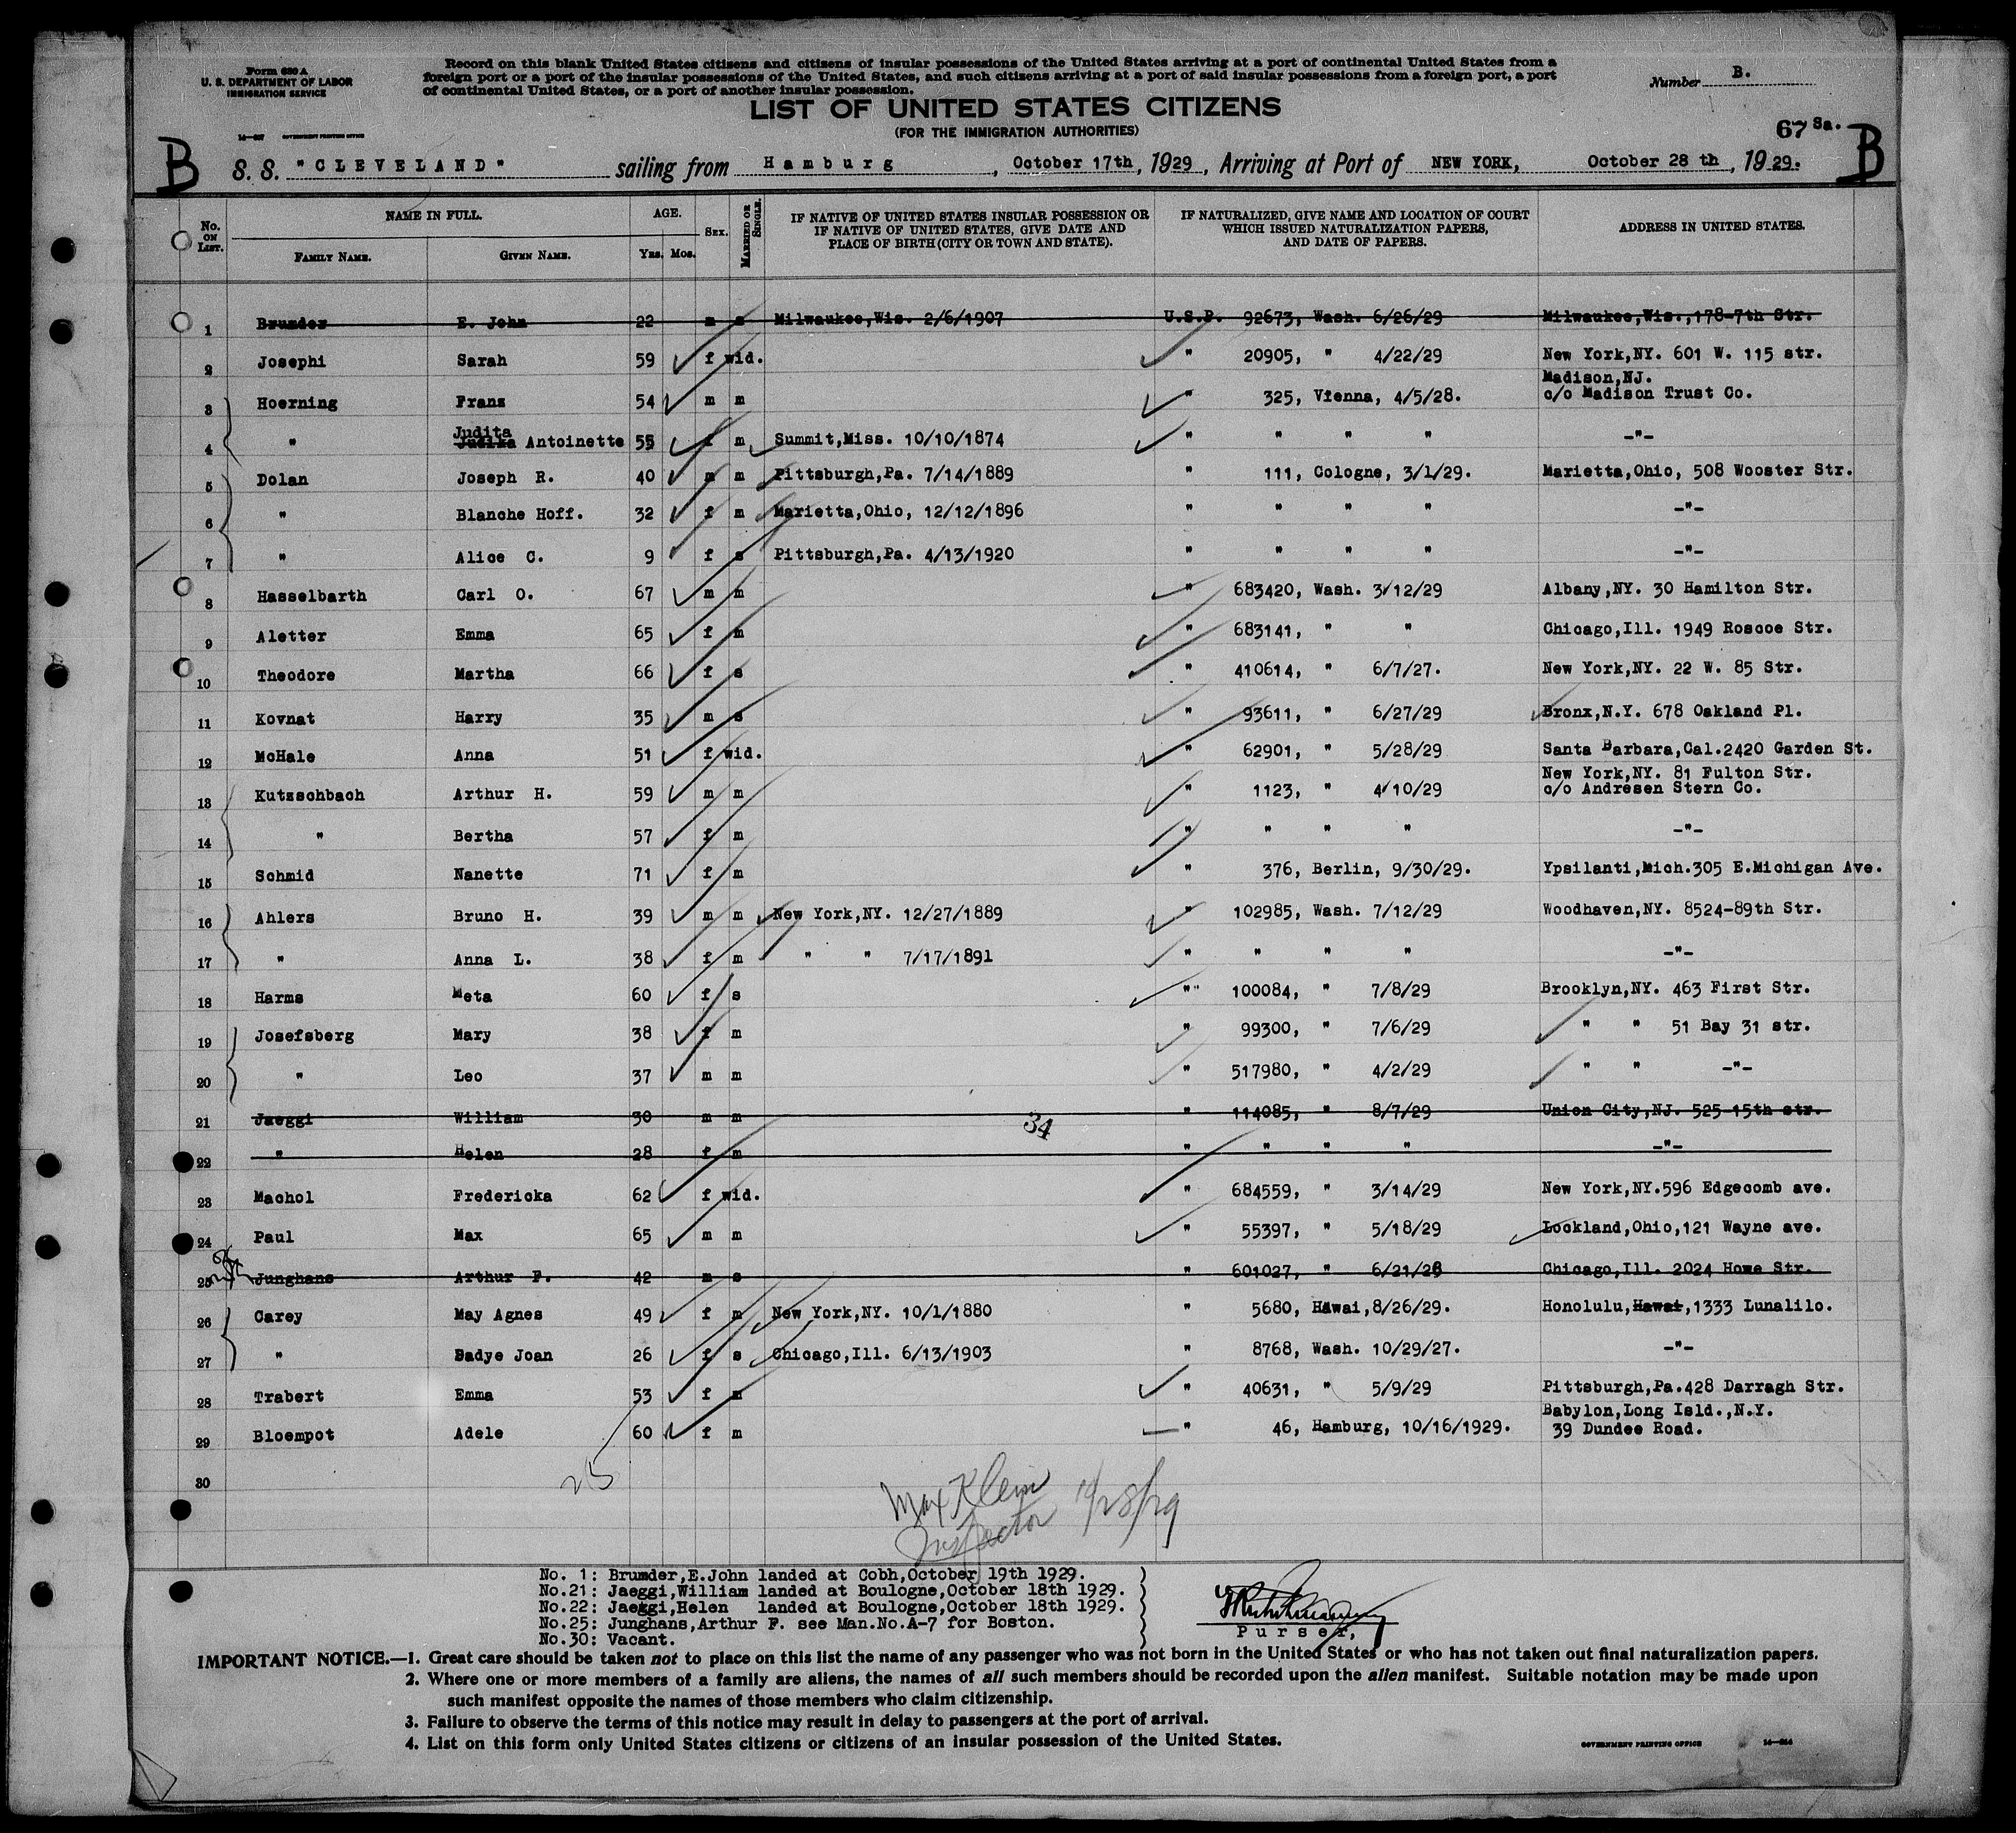 Form 630 A
U. S. DEPARTMENT OF LABOR
IMMIGRATION SERVICE
Record on this blank United States citizens and citizens of insular possessions of the United States arriving at a port of continental United States from a
foreign port or a port of the insular possessions of the United States, and such citizens arriving at a port of said insular possessions from a foreign port, a port
of continental United States, or a port of another insular possession.
Number B.
LIST OF UNITED STATES CITIZENS
(FOR THE IMMIGRATION AUTHORITIES)
GOVERNMENT PRINTING OFFICE
67 Sa.
B S. S. "CLEVELAND" sailing from Hamburg, October 17th, 1929, Arriving at Port of NEW YORK, October 28 th, 1929. B
No. ON LIST. NAME IN FULL. FAMILY NAME. GIVEN NAME. AGE. YRS. MOS. SEX. MARRIED OR SINGLE. IF NATIVE OF UNITED STATES INSULAR POSSESSION OR IF NATIVE OF UNITED STATES, GIVE DATE AND PLACE OF BIRTH (CITY OR TOWN AND STATE). IF NATURALIZED, GIVE NAME AND LOCATION OF COURT WHICH ISSUED NATURALIZATION PAPERS, AND DATE OF PAPERS. ADDRESS IN UNITED STATES.
1 Brumder E. John 22 m s Milwaukee,Wis. 2/6/1907 U.S.P. 92673, Wash. 6/26/29 Milwaukee,Wis.,178-7th Str.
2 Josephi Sarah 59 f wid. " 20905, " 4/22/29 New York,NY. 601 W. 115 str.
3 Hoerning Franz 54 m m " 325, Vienna, 4/5/28. Madison,NJ. c/o Madison Trust Co.
4 " Judita Judika Antoinette 55 f m Summit,Miss. 10/10/1874 " " " " -"-
5 Dolan Joseph R. 40 m m Pittsburgh,Pa. 7/14/1889 " 111, Cologne, 3/1/29. Marietta,Ohio, 508 Wooster Str.
6 " Blanche Hoff. 32 f m Marietta,Ohio, 12/12/1896 " " " " -"-
7 " Alice C. 9 f s Pittsburgh,Pa. 4/13/1920 " " " " -"-
8 Hasselbarth Carl O. 67 m m " 683420, Wash. 3/12/29 Albany,NY. 30 Hamilton Str.
9 Aletter Emma 65 f m " 683141, " " Chicago,Ill. 1949 Roscoe Str.
10 Theodore Martha 66 f s " 410614, " 6/7/27. New York,NY. 22 W. 85 Str.
11 Kovnat Harry 35 m s " 93611, " 6/27/29 Bronx,N.Y. 678 Oakland Pl.
12 McHale Anna 51 f wid. " 62901, " 5/28/29 Santa Barbara,Cal.2420 Garden St.
13 Kutzschbach Arthur H. 59 m m " 1123, " 4/10/29 New York,NY. 81 Fulton Str. c/o Andresen Stern Co.
14 " Bertha 57 f m " " " " -"-
15 Schmid Nanette 71 f m " 376, Berlin, 9/30/29. Ypsilanti,Mich.305 E.Michigan Ave.
16 Ahlers Bruno H. 39 m m New York,NY. 12/27/1889 " 102985, Wash. 7/12/29 Woodhaven,NY. 8524-89th Str.
17 " Anna L. 38 f m " " 7/17/1891 " " " " -"-
18 Harms Meta 60 f s " 100084, " 7/8/29 Brooklyn,NY. 463 First Str.
19 Josefsberg Mary 38 f m " 99300, " 7/6/29 " " 51 Bay 31 str.
20 " Leo 37 m m " 517980, " 4/2/29 " " -"-
21 Jaeggi William 30 m m " 114085, " 8/7/29 Union City,NJ. 525-15th str.
34
22 " Helen 28 f m " " " " -"-
23 Machol Fredericka 62 f wid. " 684559, " 3/14/29 New York,NY.596 Edgecomb ave.
24 Paul Max 65 m m " 55397, " 5/18/29 Lockland,Ohio,121 Wayne ave.
25 Junghans Arthur F. 42 m s " 601027, " 6/21/28 Chicago,Ill. 2024 Howe Str.
26 Carey May Agnes 49 f m New York,NY. 10/1/1880 " 5680, Hawai,8/26/29. Honolulu,Hawai,1333 Lunalilo.
27 " Badye Joan 26 f s Chicago,Ill. 6/13/1903 " 8768, Wash. 10/29/27. -"-
28 Trabert Emma 53 f m " 40631, " 5/9/29 Pittsburgh,Pa.428 Darragh Str.
29 Bloempot Adele 60 f m " 46, Hamburg, 10/16/1929. Babylon,Long Isld.,N.Y. 39 Dundee Road.
30
25
Max Klein 10/28/29
Inspector
No. 1: Brumder,E.John landed at Cobh,October 19th 1929.
No.21: Jaeggi,William landed at Boulogne,October 18th 1929.
No.22: Jaeggi,Helen landed at Boulogne,October 18th 1929.
No.25: Junghans,Arthur F. see Man.No.A-7 for Boston.
No.30: Vacant.
Purser,
IMPORTANT NOTICE.—1. Great care should be taken not to place on this list the name of any passenger who was not born in the United States or who has not taken out final naturalization papers.
2. Where one or more members of a family are aliens, the names of all such members should be recorded upon the alien manifest. Suitable notation may be made upon
such manifest opposite the names of those members who claim citizenship.
3. Failure to observe the terms of this notice may result in delay to passengers at the port of arrival.
4. List on this form only United States citizens or citizens of an insular possession of the United States.
GOVERNMENT PRINTING OFFICE